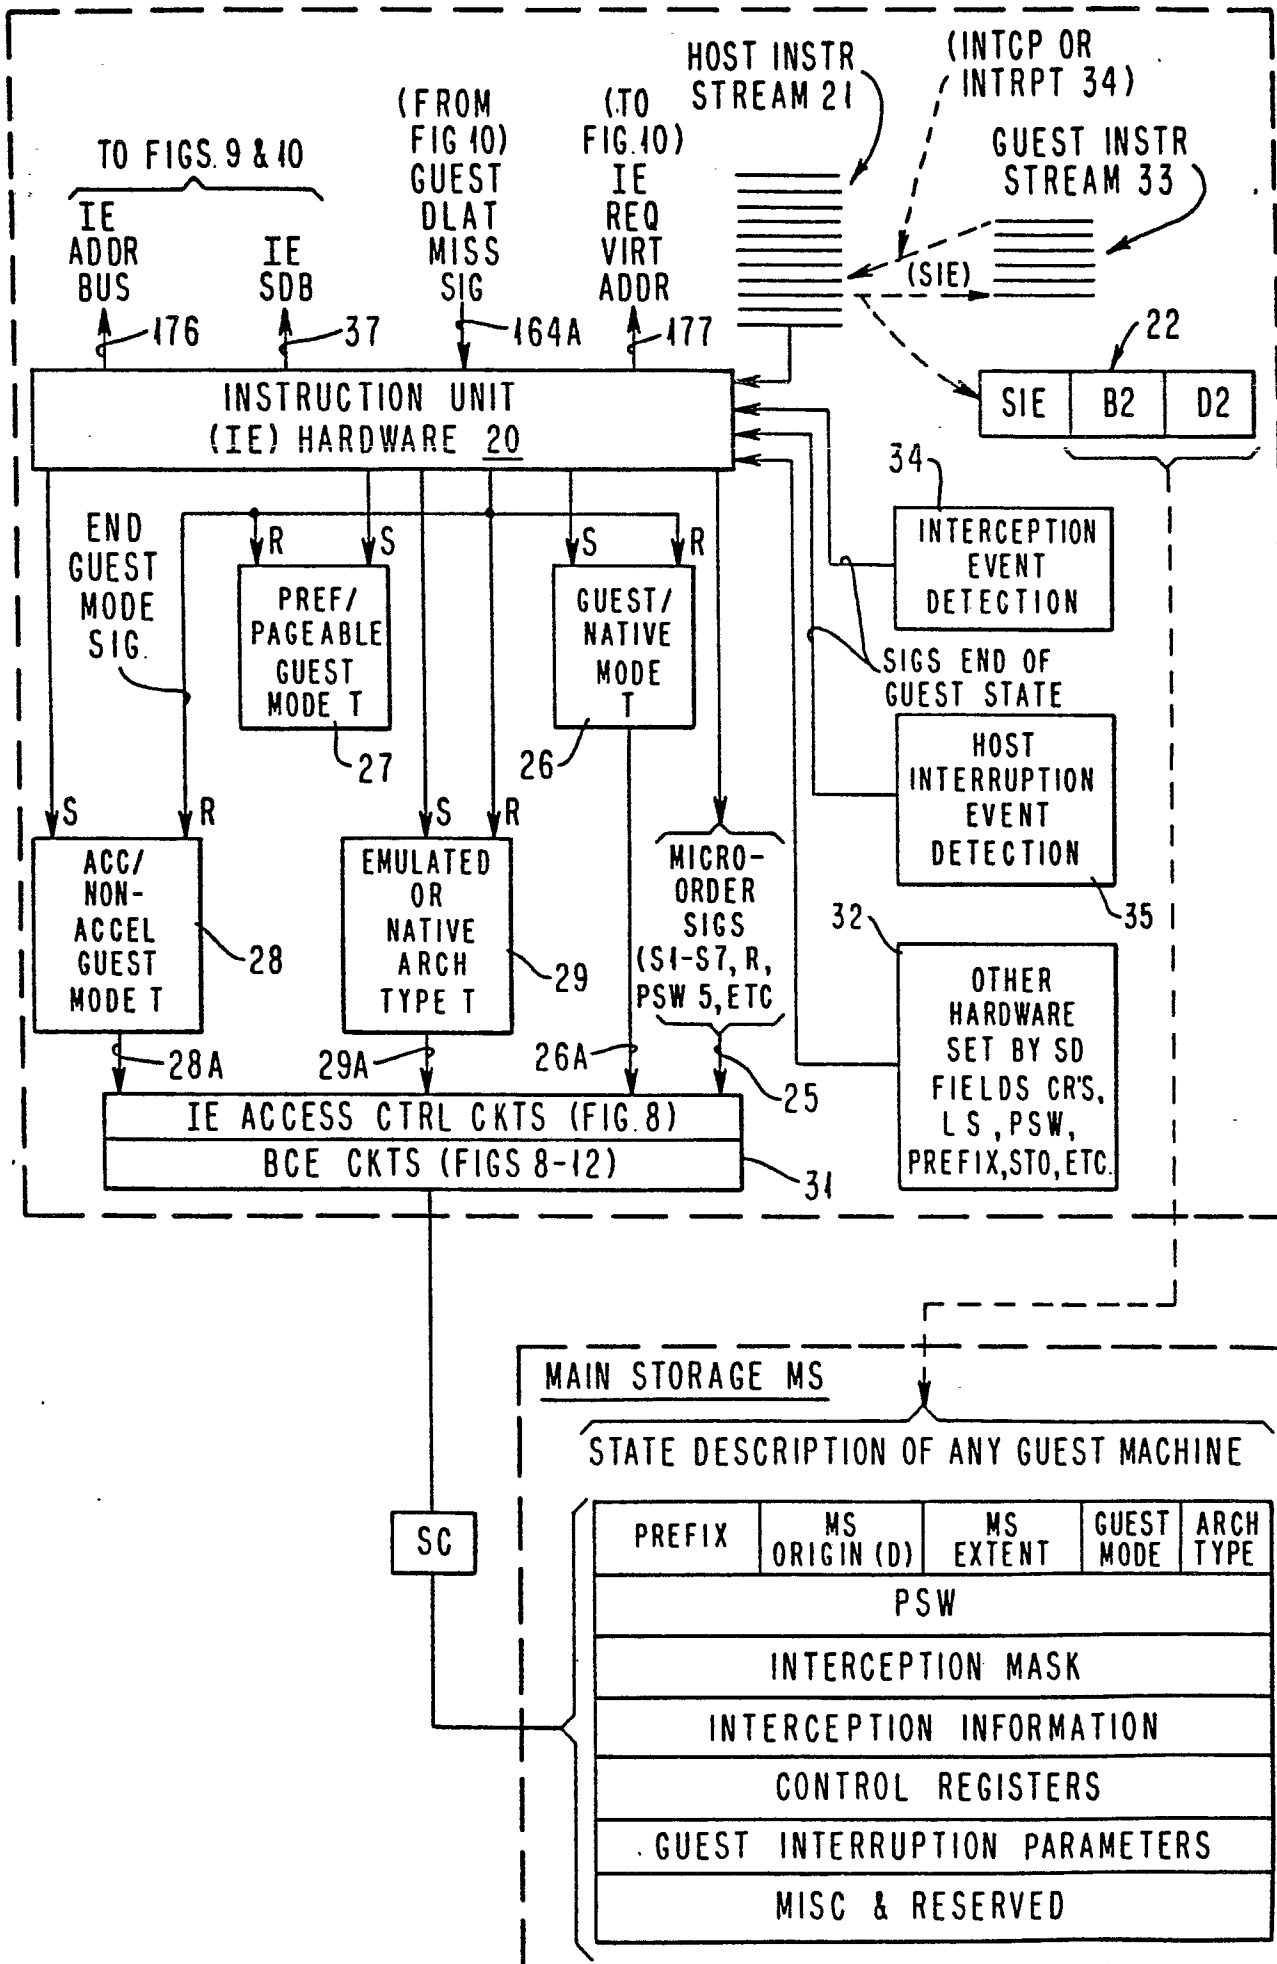 HOST INSTR
STREAM 21
(INTCP OR
INTRPT 34)
GUEST INSTR
STREAM 33
(SIE)
TO FIGS. 9 & 10
IE
ADDR
BUS
IE
SDB
(FROM
FIG 10)
GUEST
DLAT
MISS
SIG
(TO
FIG. 10)
IE
REQ
VIRT
ADDR
176
37
164A
177
22
SIE B2 D2
INSTRUCTION UNIT
(IE) HARDWARE 20
END
GUEST
MODE
SIG.
R
S
S
R
PREF/
PAGEABLE
GUEST
MODE T
27
GUEST/
NATIVE
MODE
T
26
34
INTERCEPTION
EVENT
DETECTION
SIGS END OF
GUEST STATE
HOST
INTERRUPTION
EVENT
DETECTION
35
S
R
S
R
ACC/
NON-
ACCEL
GUEST
MODE T
28
EMULATED
OR
NATIVE
ARCH
TYPE T
29
MICRO-
ORDER
SIGS
(S1-S7, R,
PSW 5, ETC
32
OTHER
HARDWARE
SET BY SD
FIELDS CR'S,
LS, PSW,
PREFIX, STO, ETC.
28A
29A
26A
25
IE ACCESS CTRL CKTS (FIG. 8)
BCE CKTS (FIGS 8-12)
31
MAIN STORAGE MS
STATE DESCRIPTION OF ANY GUEST MACHINE
SC
PREFIX
MS
ORIGIN (D)
MS
EXTENT
GUEST
MODE
ARCH
TYPE
PSW
INTERCEPTION MASK
INTERCEPTION INFORMATION
CONTROL REGISTERS
GUEST INTERRUPTION PARAMETERS
MISC & RESERVED